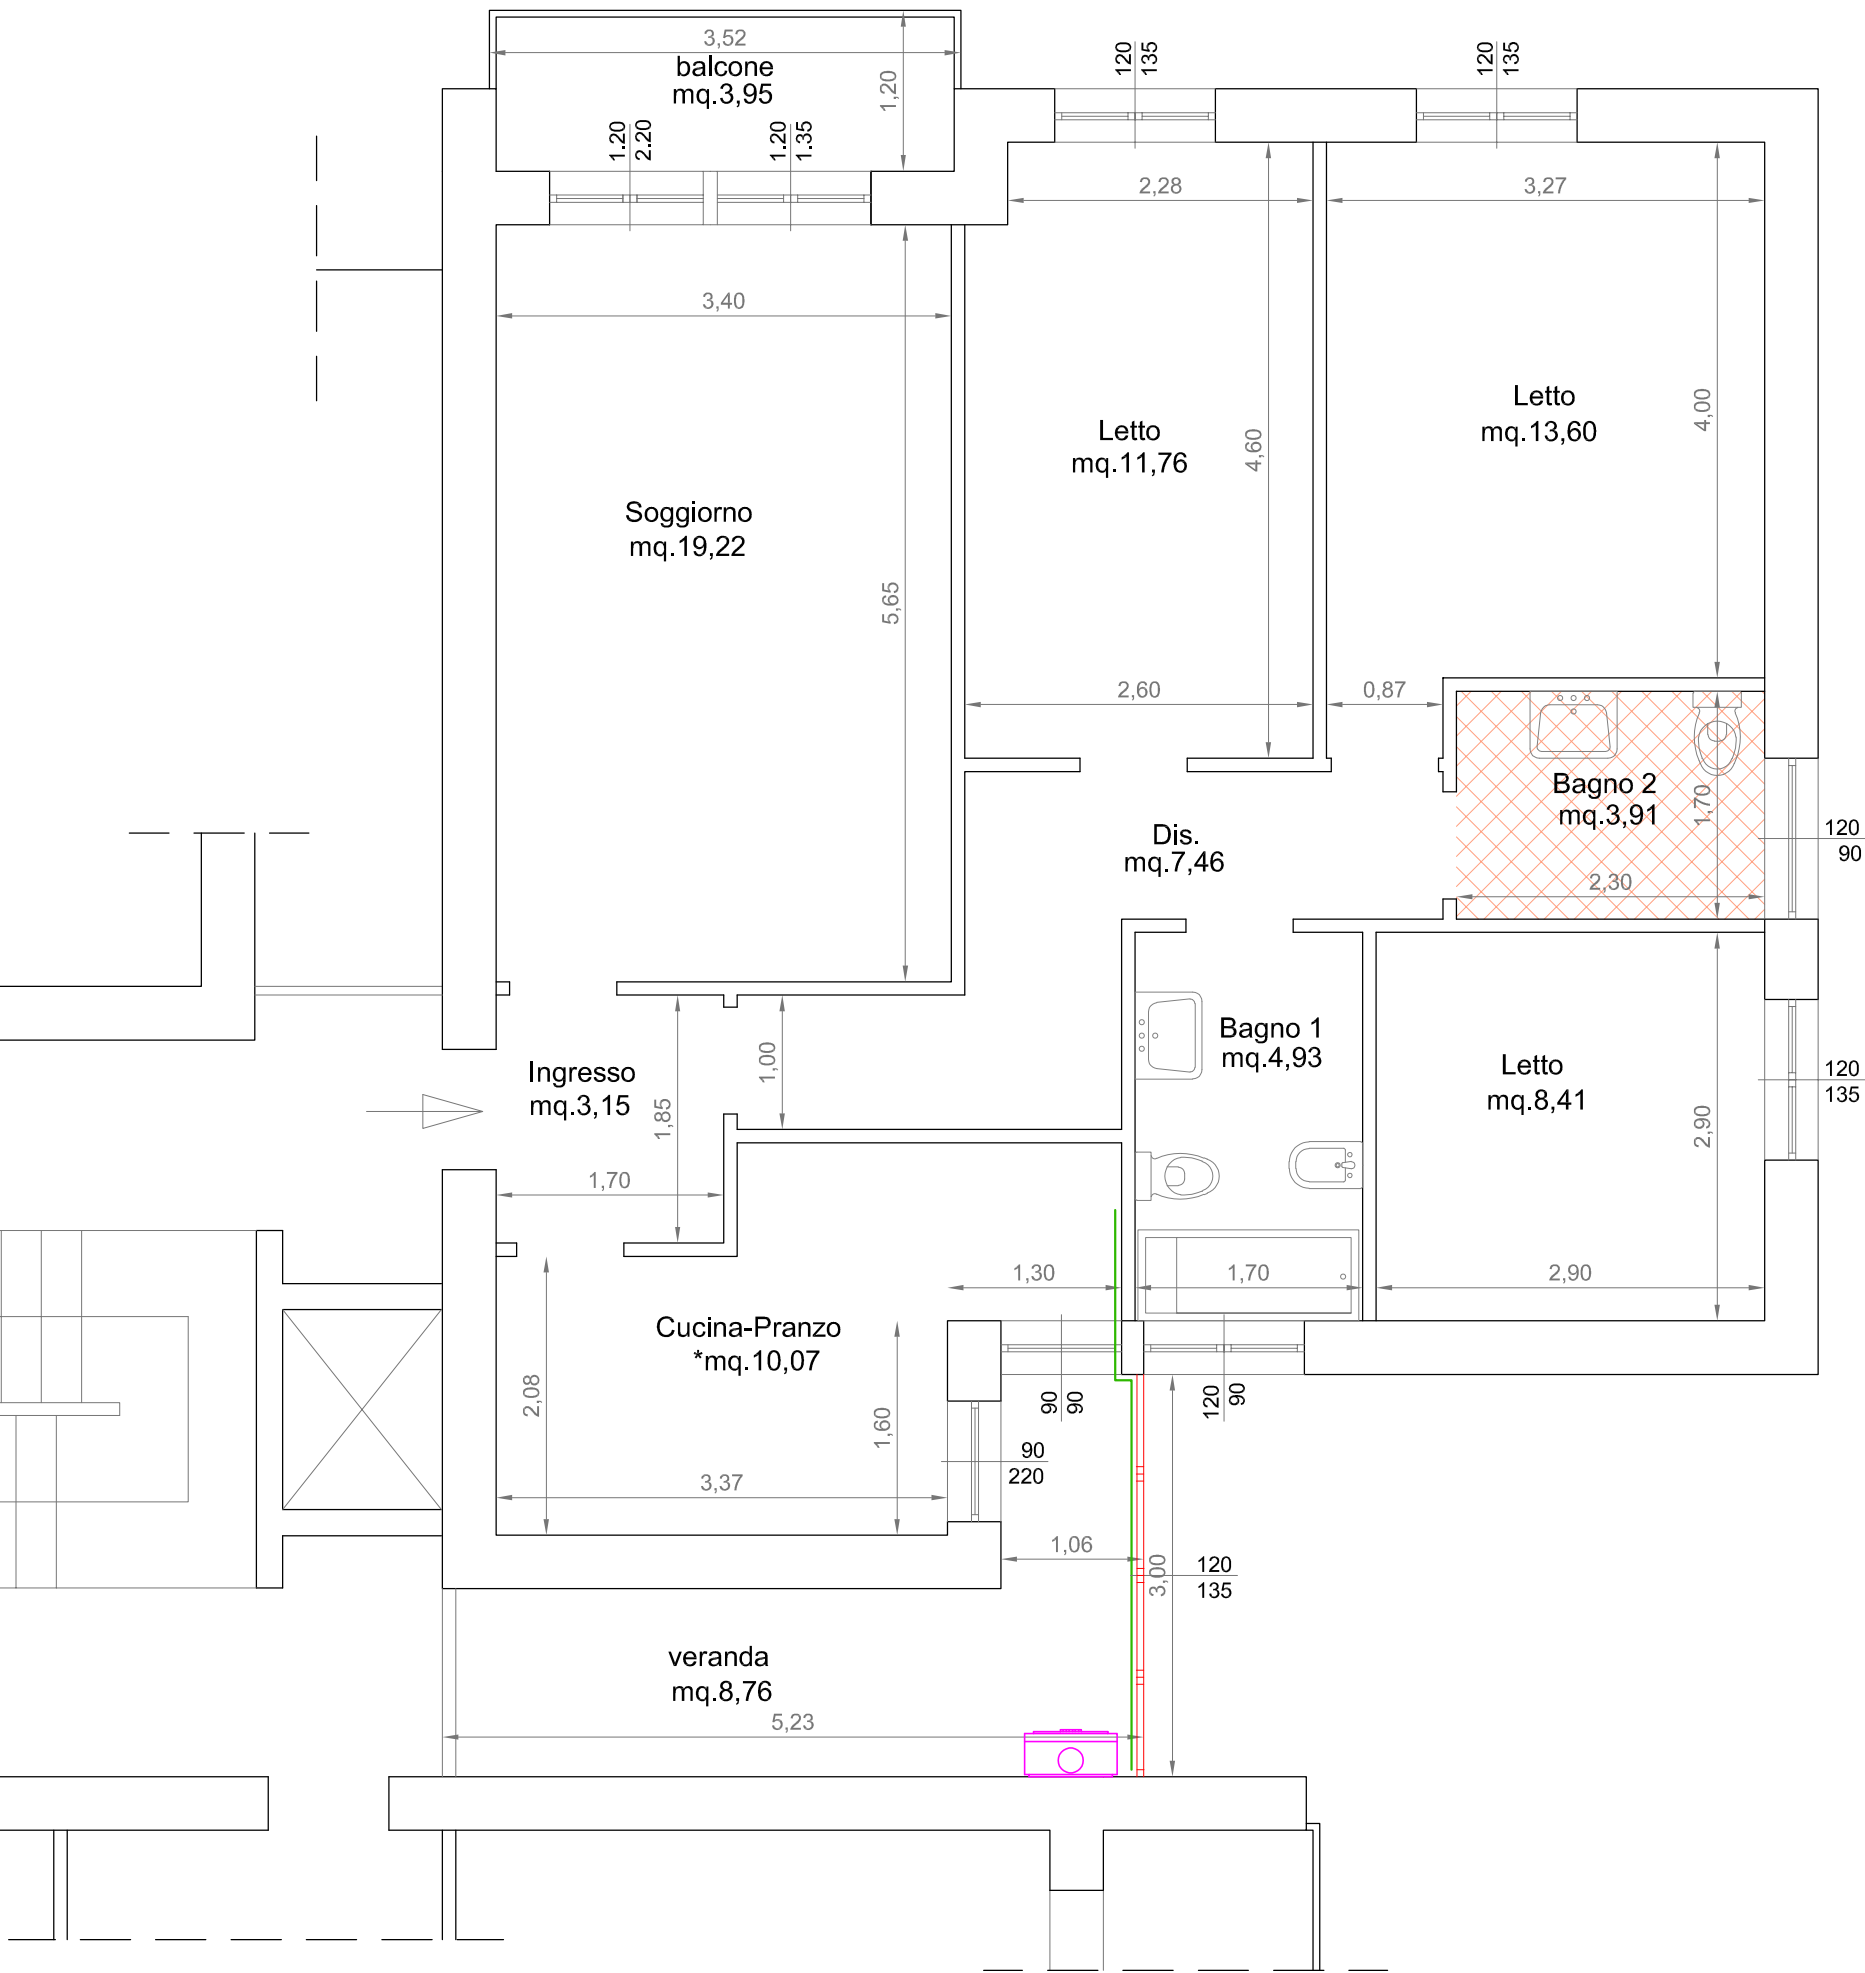 3,52
balcone
mq.3,95
1,20
1.20
2.20
1.20
1.35
120
135
120
135
2,28
3,27
3,40
4,00
Letto
mq.13,60
Letto
mq.11,76
4,60
Soggiorno
mq.19,22
5,65
2,60
0,87
Bagno 2
mq.3,91
1,70
2,30
120
90
Dis.
mq.7,46
Ingresso
mq.3,15
1,85
1,00
1,70
Bagno 1
mq.4,93
Letto
mq.8,41
120
135
2,90
1,30
1,70
2,90
Cucina-Pranzo
*mq.10,07
2,08
1,60
3,37
90
90
120
90
90
220
1,06
3,00
120
135
veranda
mq.8,76
5,23